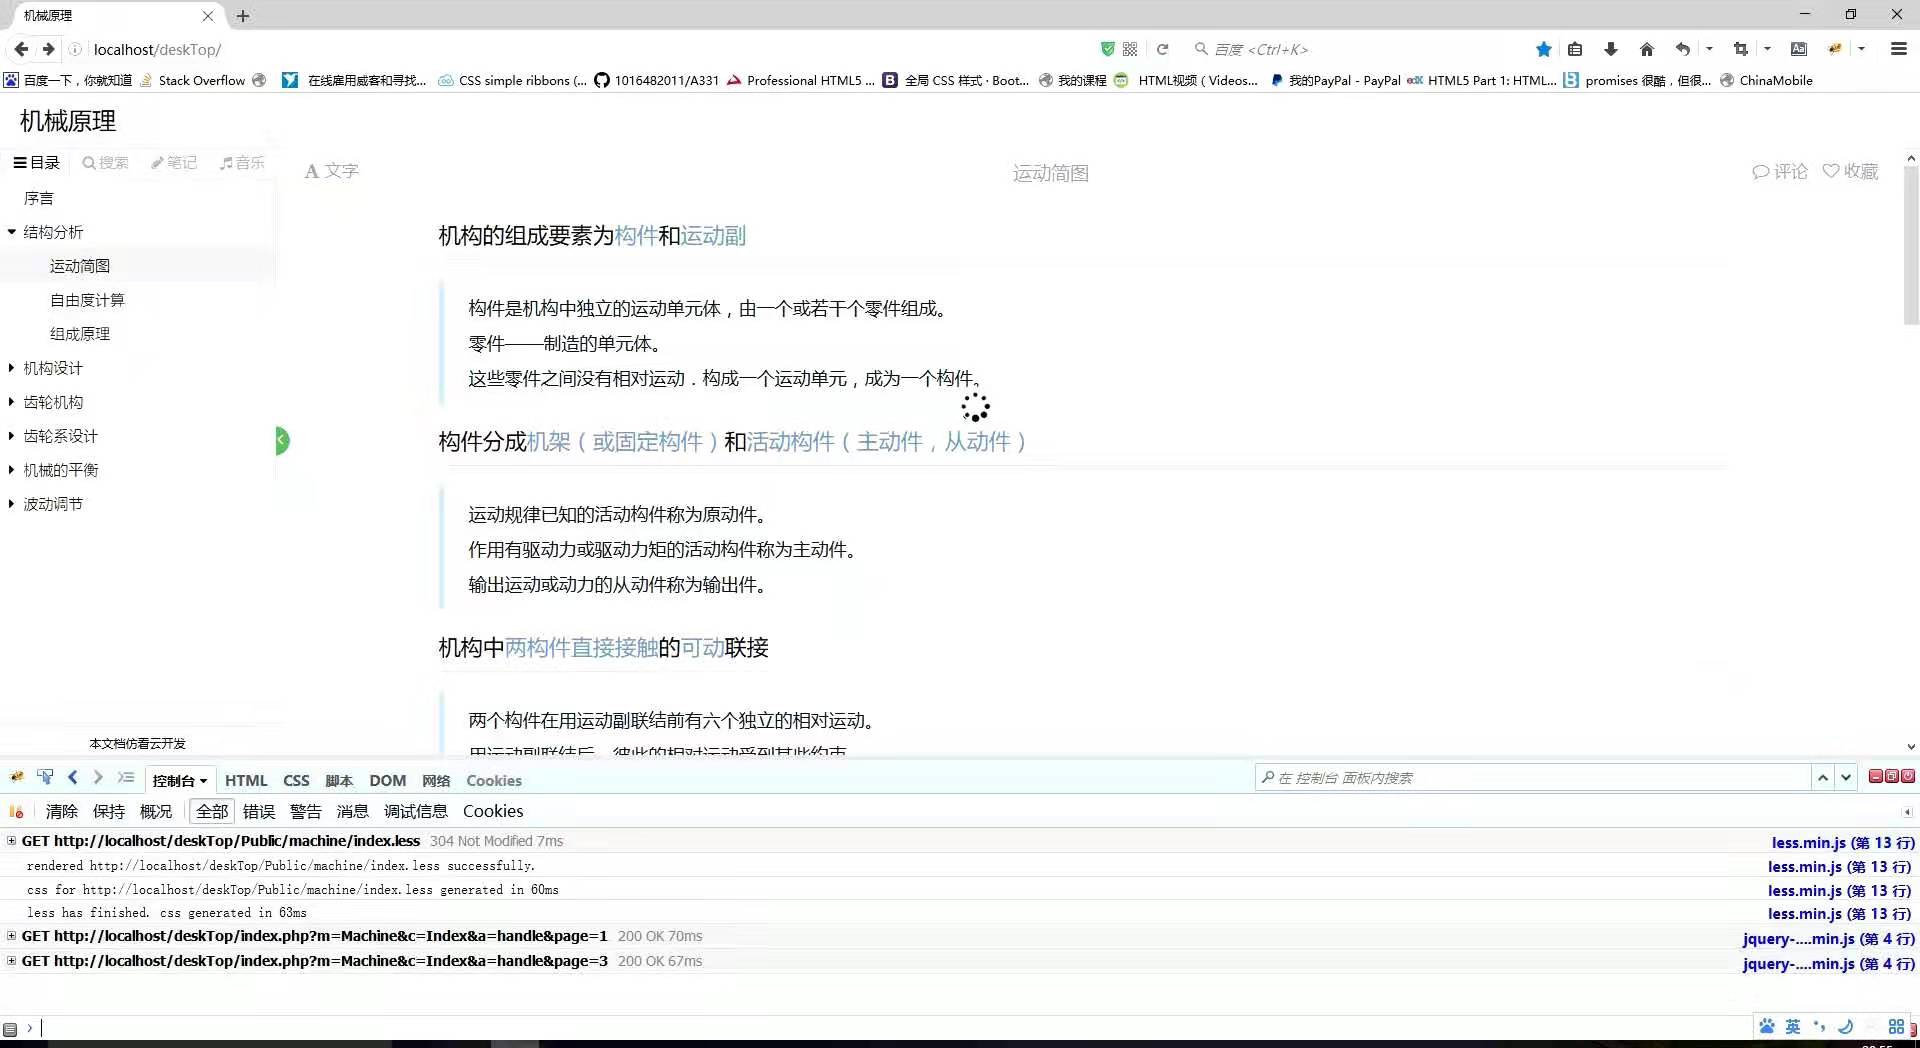 机械原理
localhost/deskTop/
百度 <Ctrl+K>
百度一下，你就知道 Stack Overflow 在线雇用威客和寻找... CSS simple ribbons (... 1016482011/A331 Professional HTML5 ... 全局 CSS 样式 · Boot... 我的课程 HTML视频 ( Videos... 我的PayPal - PayPal HTML5 Part 1: HTML... promises 很酷，但很... ChinaMobile
机械原理
目录 搜索 笔记 音乐
序言
结构分析
运动简图
自由度计算
组成原理
机构设计
齿轮机构
齿轮系设计
机械的平衡
波动调节
本文档仿看云开发
A 文字 运动简图 评论 收藏
机构的组成要素为构件和运动副
构件是机构中独立的运动单元体，由一个或若干个零件组成。
零件——制造的单元体。
这些零件之间没有相对运动．构成一个运动单元，成为一个构件。
构件分成机架（或固定构件）和活动构件（主动件，从动件）
运动规律已知的活动构件称为原动件。
作用有驱动力或驱动力矩的活动构件称为主动件。
输出运动或动力的从动件称为输出件。
机构中两构件直接接触的可动联接
两个构件在用运动副联结前有六个独立的相对运动。
用运动副联结后，彼此的相对运动受到某些约束
控制台 HTML CSS 脚本 DOM 网络 Cookies 在 控制台 面板内搜索
清除 保持 概况 全部 错误 警告 消息 调试信息 Cookies
GET http://localhost/deskTop/Public/machine/index.less 304 Not Modified 7ms less.min.js (第 13 行)
rendered http://localhost/deskTop/Public/machine/index.less successfully. less.min.js (第 13 行)
css for http://localhost/deskTop/Public/machine/index.less generated in 60ms less.min.js (第 13 行)
less has finished. css generated in 63ms less.min.js (第 13 行)
GET http://localhost/deskTop/index.php?m=Machine&c=Index&a=handle&page=1 200 OK 70ms jquery-....min.js (第 4 行)
GET http://localhost/deskTop/index.php?m=Machine&c=Index&a=handle&page=3 200 OK 67ms jquery-....min.js (第 4 行)
英